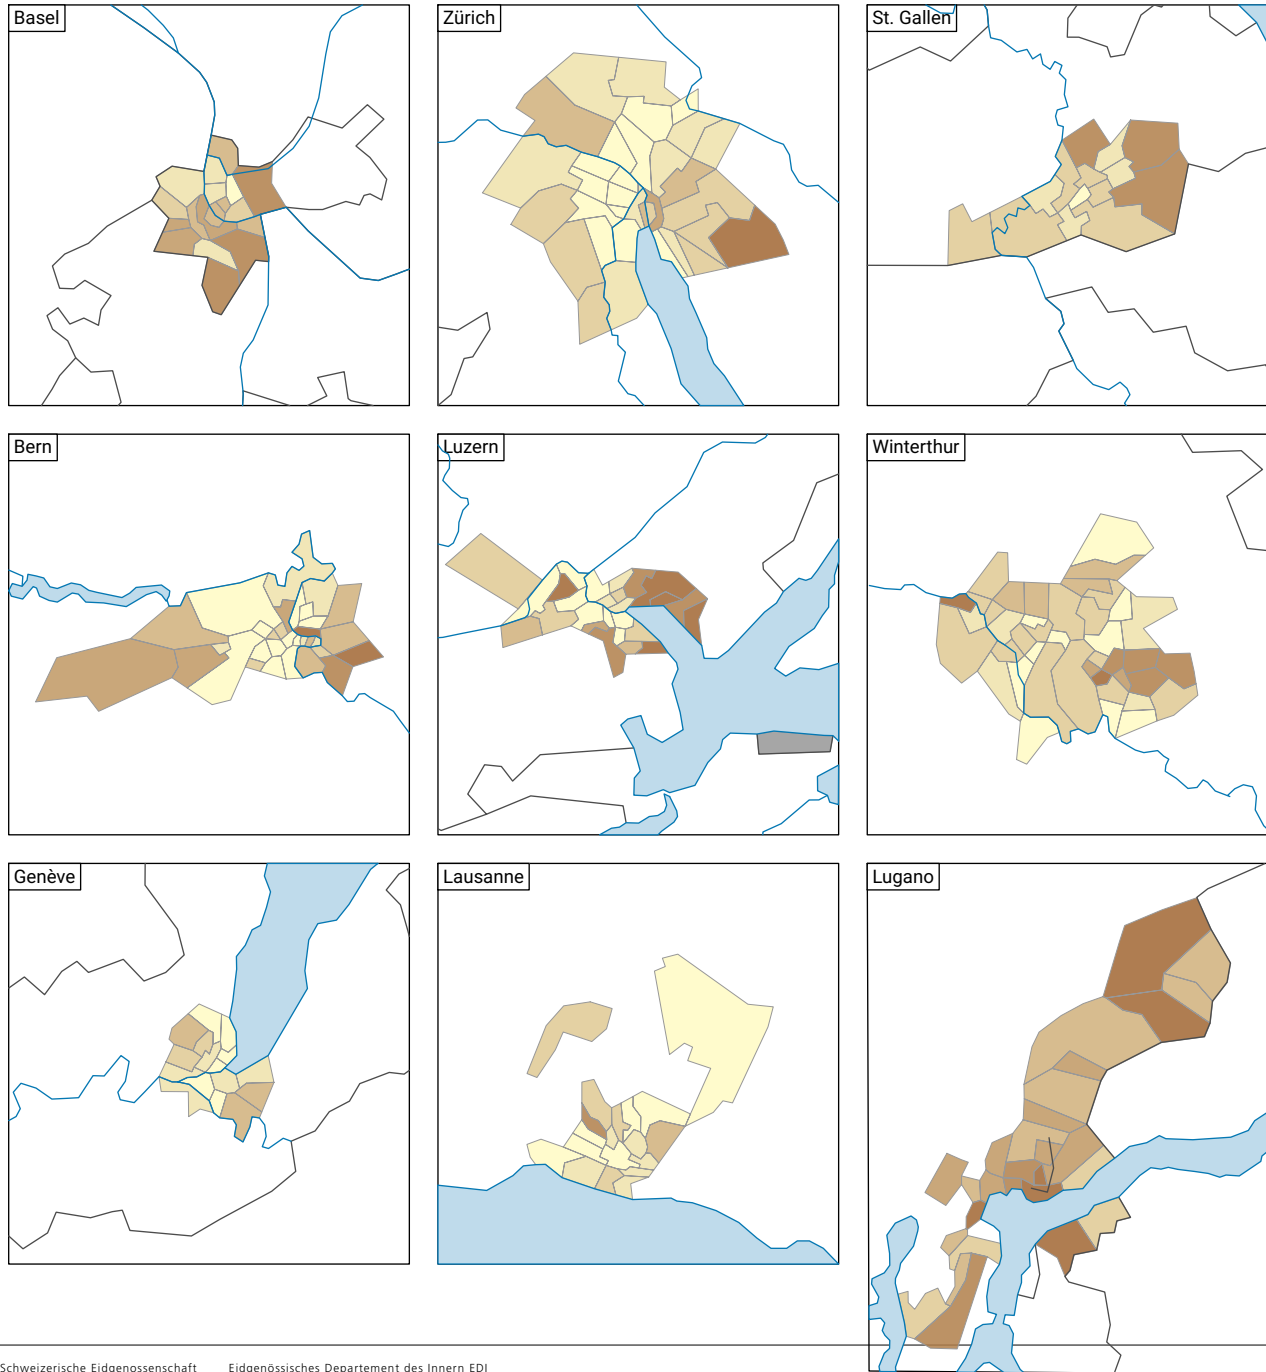 Basel
Zürich
St. Gallen
Bern
Luzern
Winterthur
Genève
Lausanne
Lugano
Schweizerische Eidgenossenschaft Eidgenössisches Departement des Innern EDI